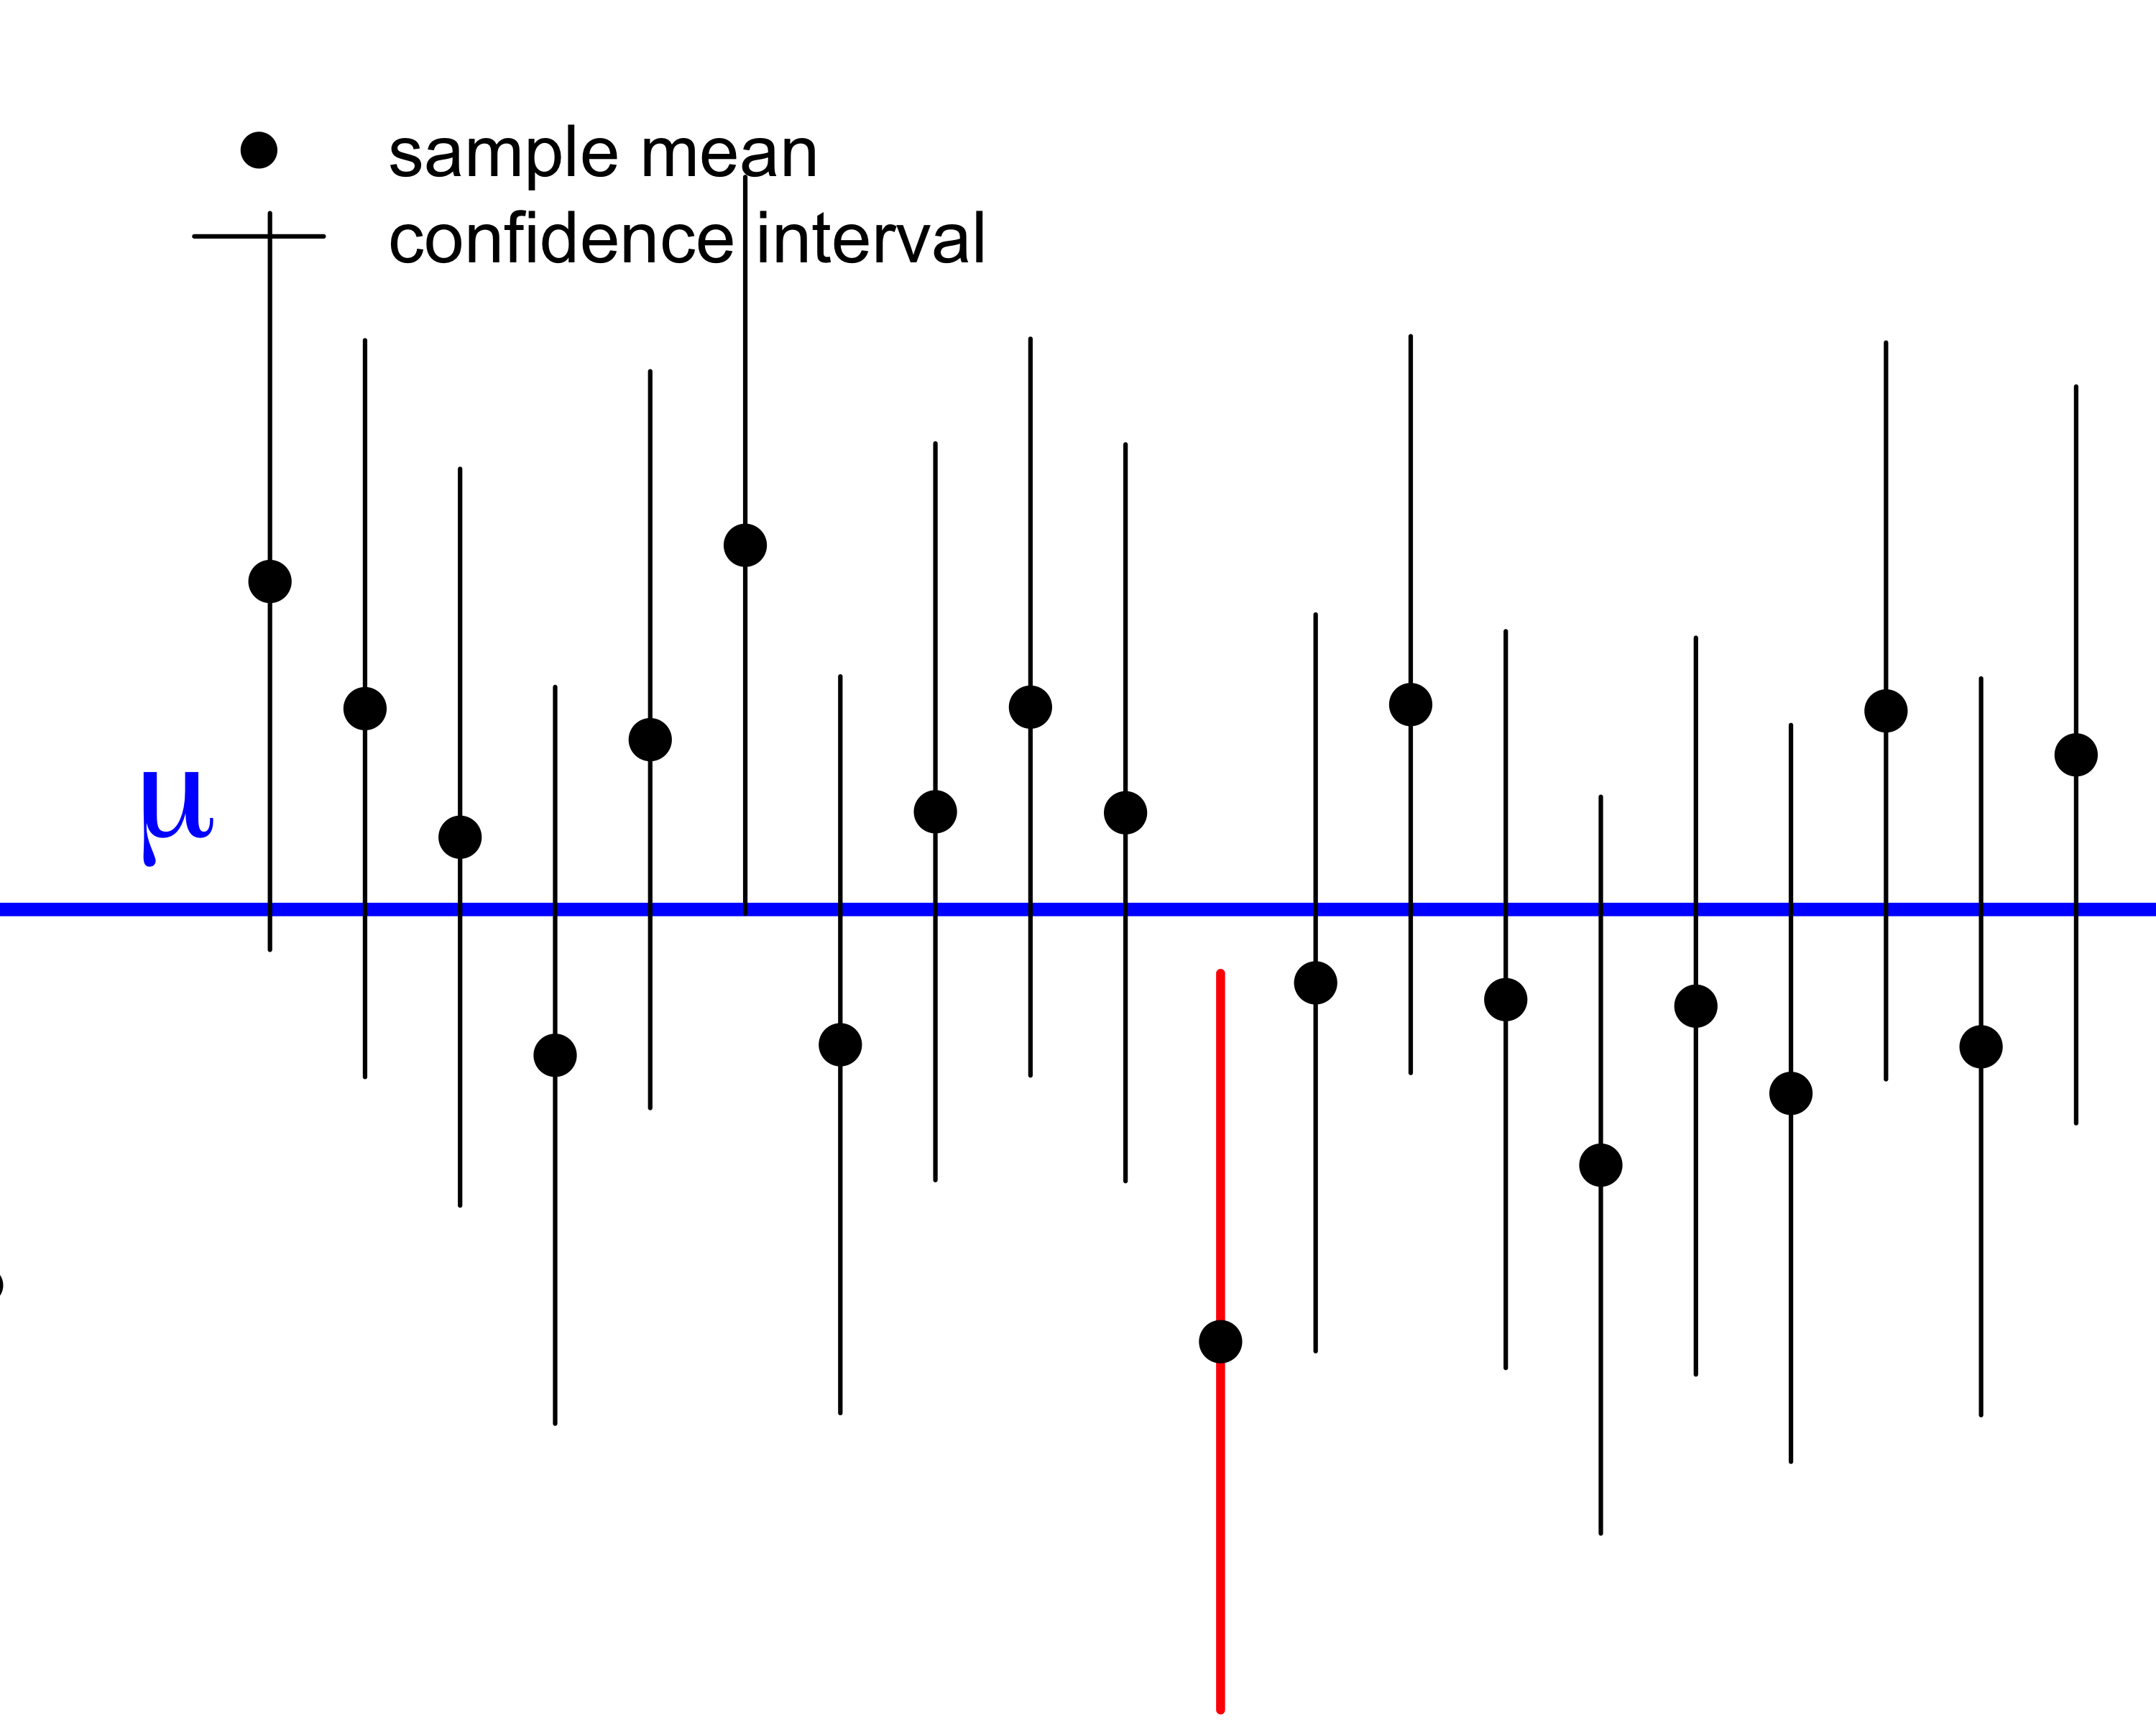 sample mean
confidence interval
μ